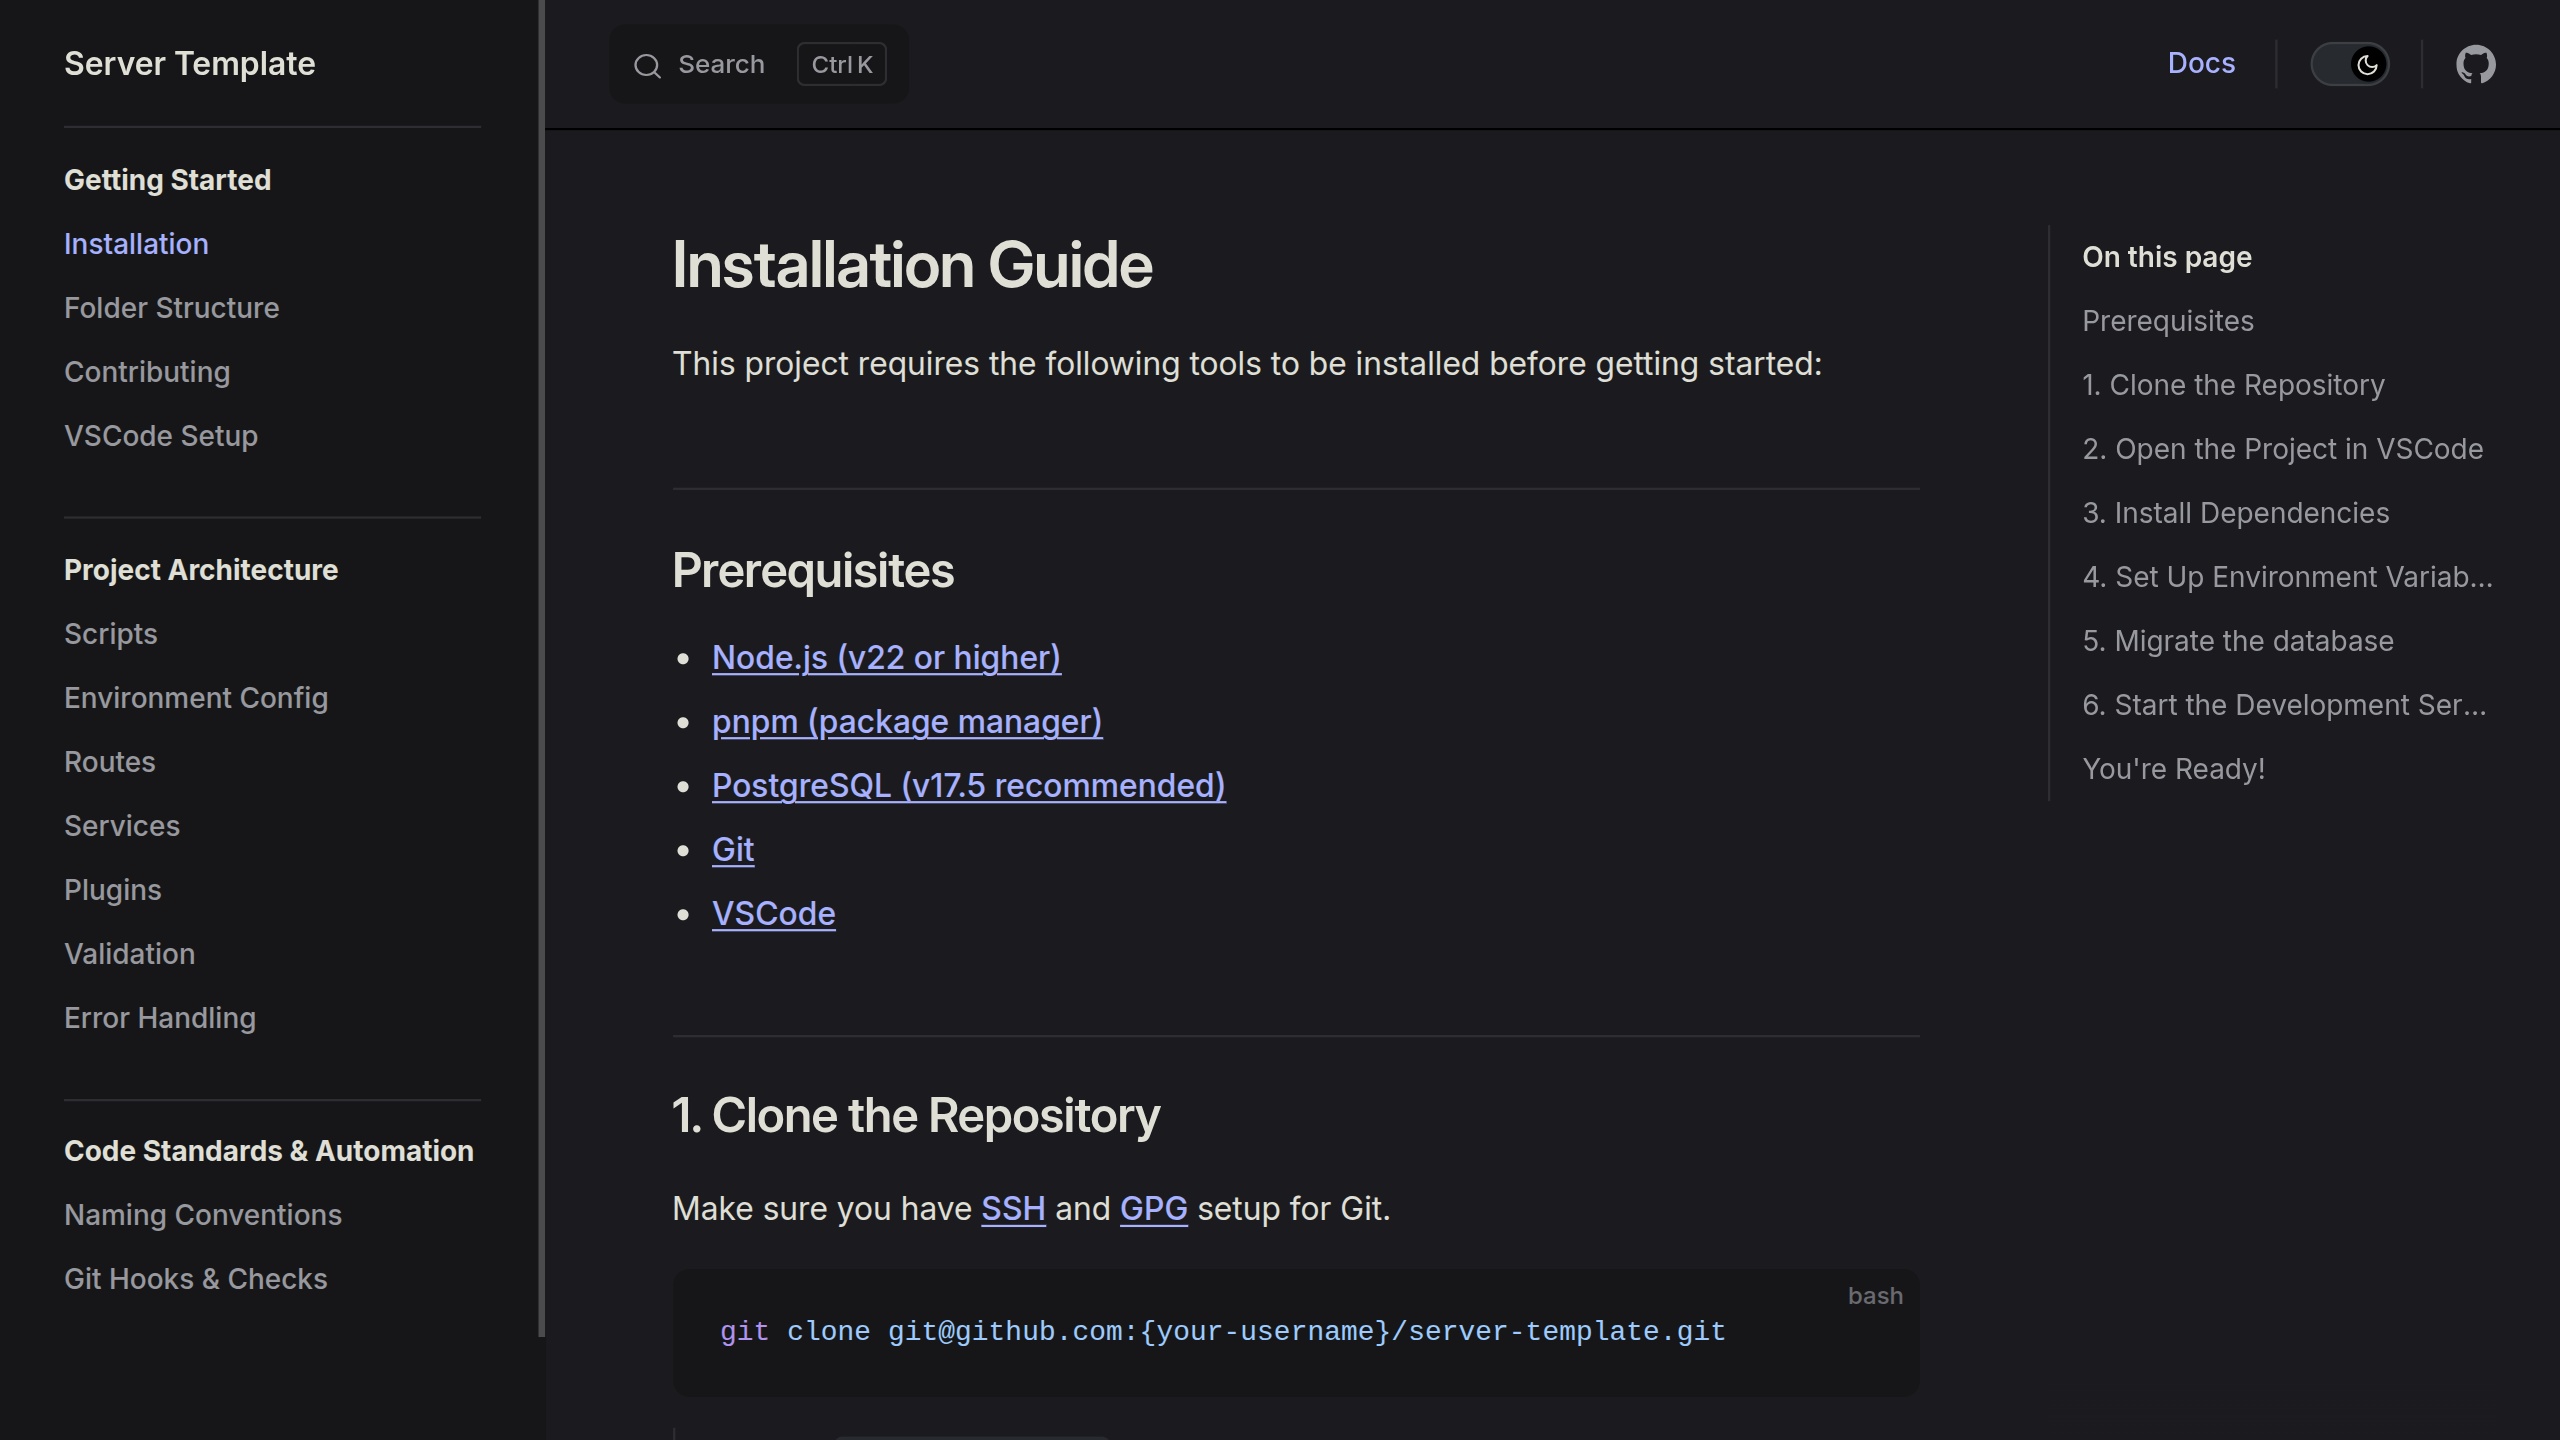 Server Template
Getting Started
Installation
Folder Structure
Contributing
VSCode Setup
Project Architecture
Scripts
Environment Config
Routes
Services
Plugins
Validation
Error Handling
Code Standards & Automation
Naming Conventions
Git Hooks & Checks
Search Ctrl K
Docs
Installation Guide
This project requires the following tools to be installed before getting started:
Prerequisites
• Node.js (v22 or higher)
• pnpm (package manager)
• PostgreSQL (v17.5 recommended)
• Git
• VSCode
1. Clone the Repository
Make sure you have SSH and GPG setup for Git.
bash
git clone git@github.com:{your-username}/server-template.git
On this page
Prerequisites
1. Clone the Repository
2. Open the Project in VSCode
3. Install Dependencies
4. Set Up Environment Variab...
5. Migrate the database
6. Start the Development Ser...
You're Ready!